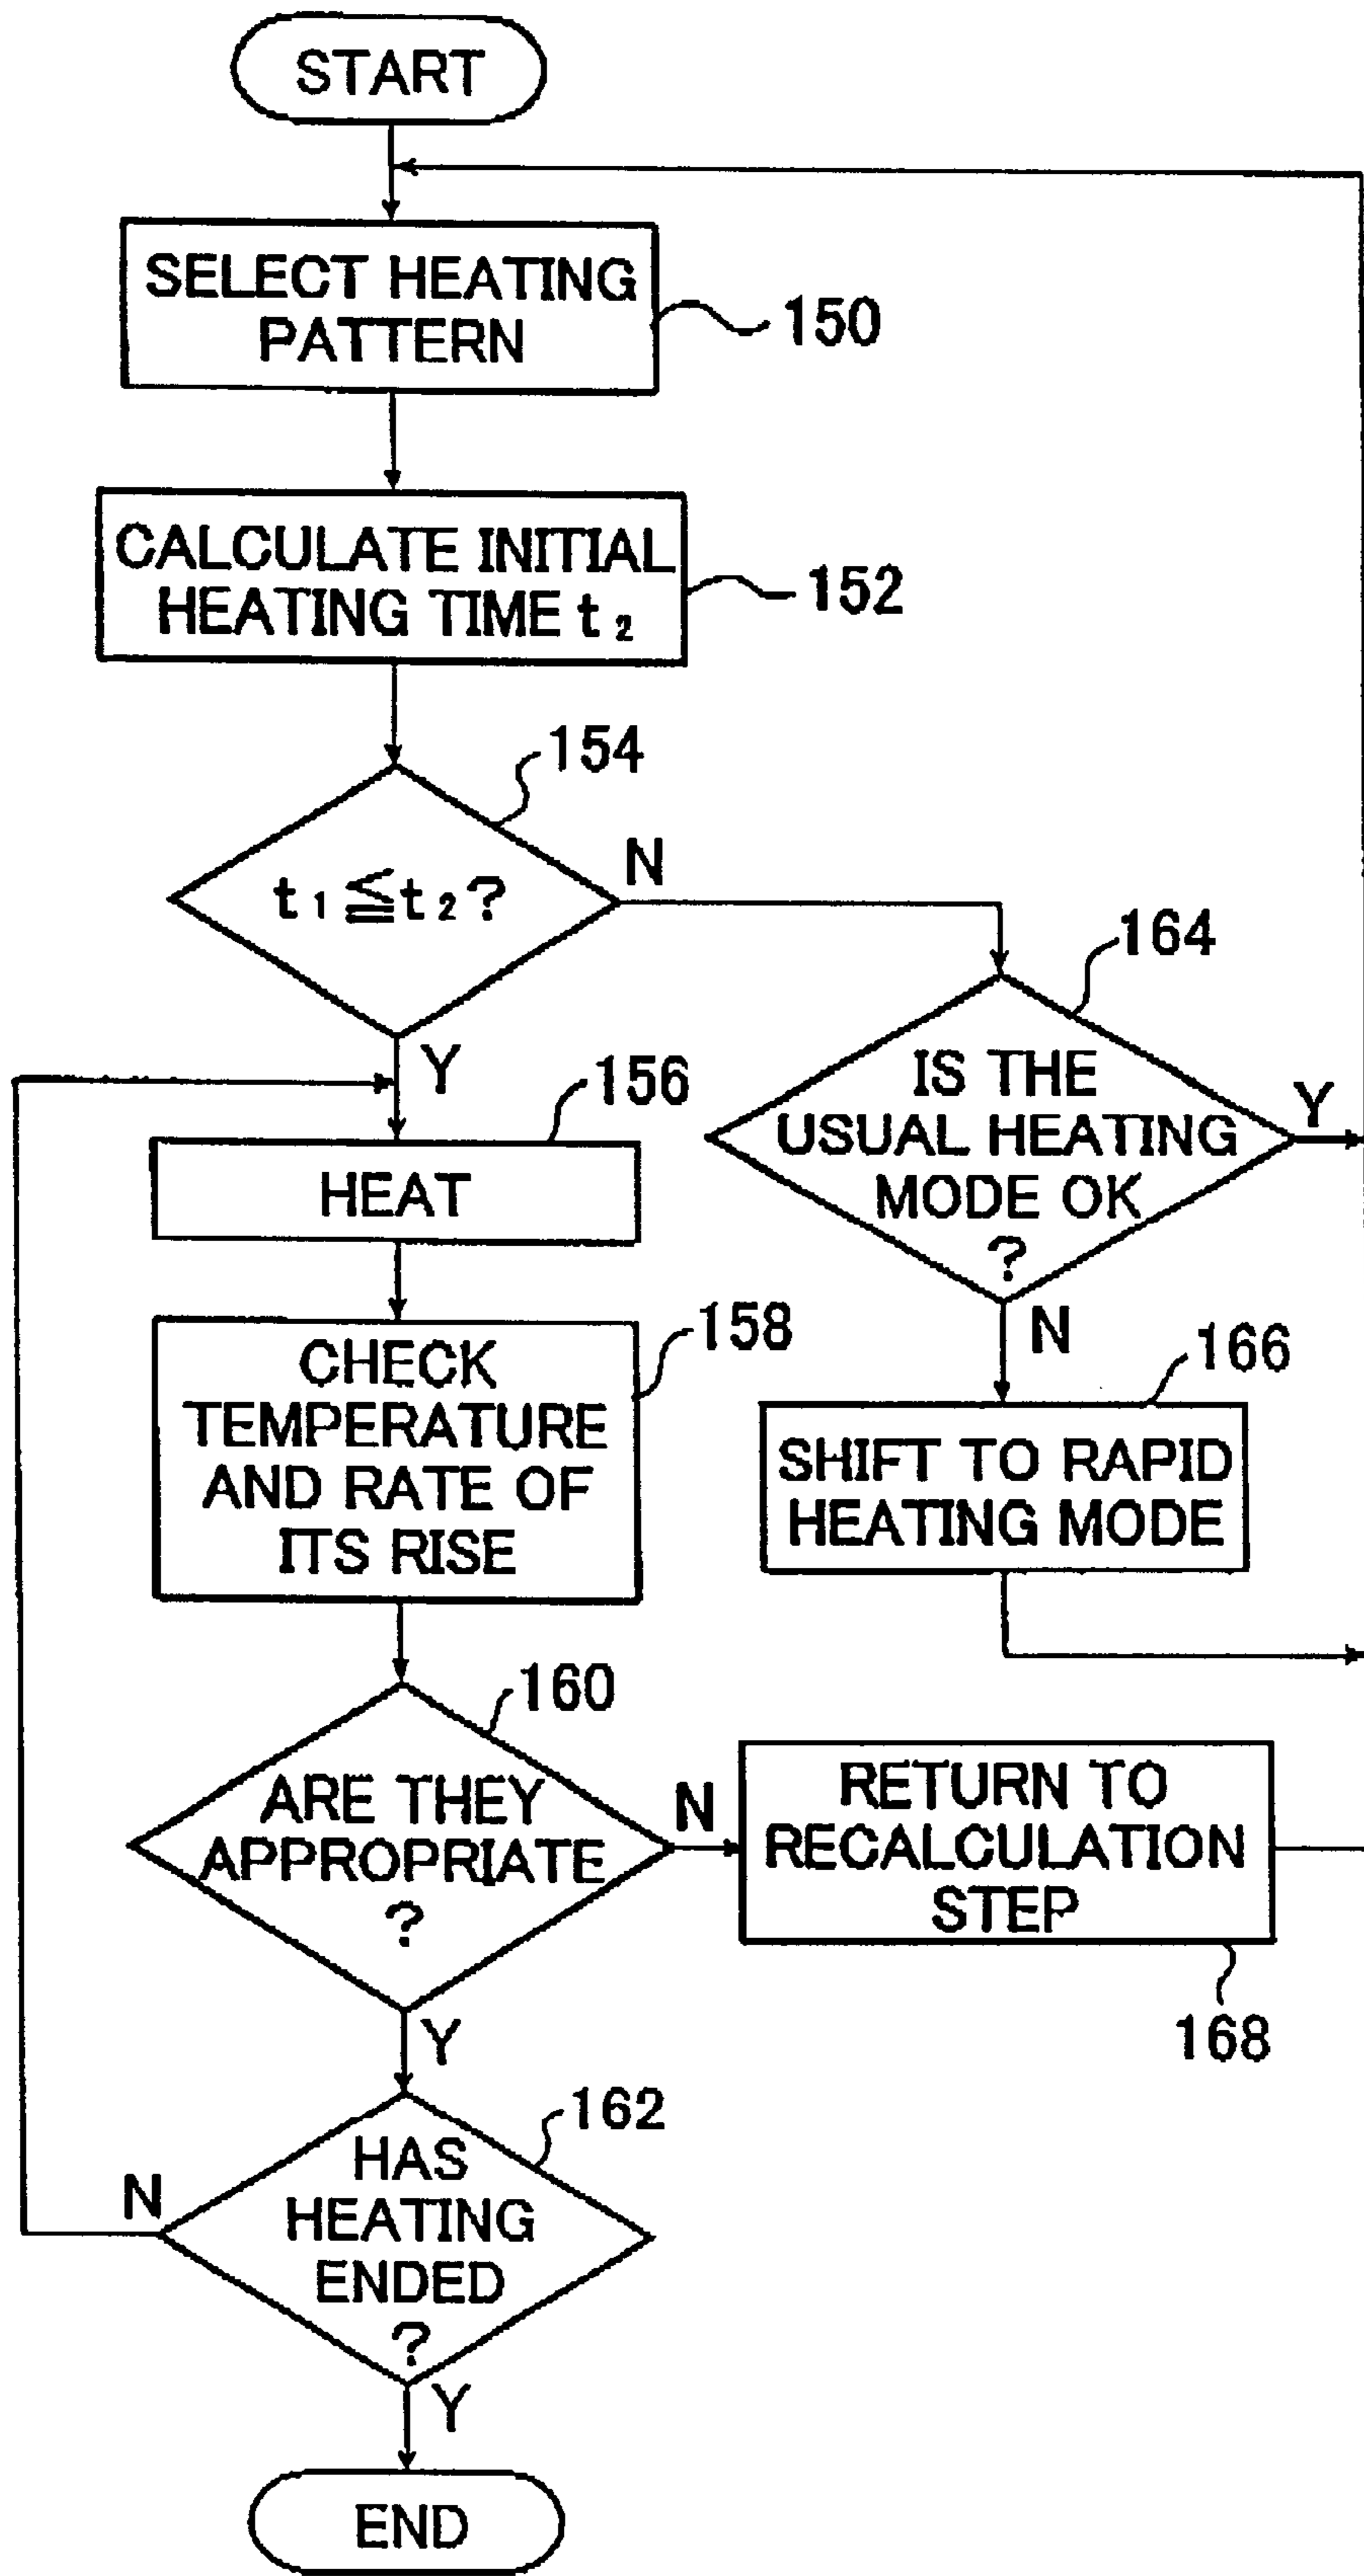 START
SELECT HEATING
PATTERN
150
CALCULATE INITIAL
HEATING TIME t₂
152
154
t₁≦t₂?
N
Y
164
IS THE
USUAL HEATING
MODE OK
?
Y
N
156
HEAT
158
CHECK
TEMPERATURE
AND RATE OF
ITS RISE
166
SHIFT TO RAPID
HEATING MODE
160
ARE THEY
APPROPRIATE
?
N
Y
RETURN TO
RECALCULATION
STEP
168
162
HAS
HEATING
ENDED
?
N
Y
END